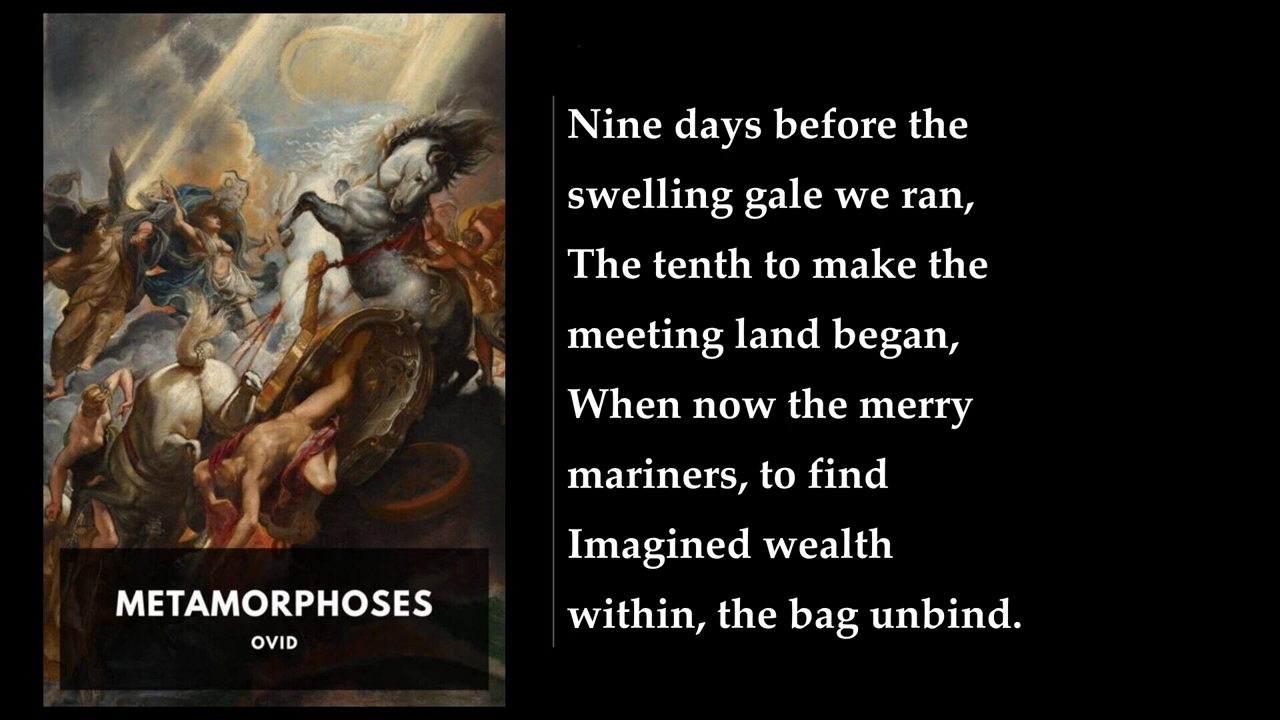 METAMORPHOSES
OVID
Nine days before the
swelling gale we ran,
The tenth to make the
meeting land began,
When now the merry
mariners, to find
Imagined wealth
within, the bag unbind.